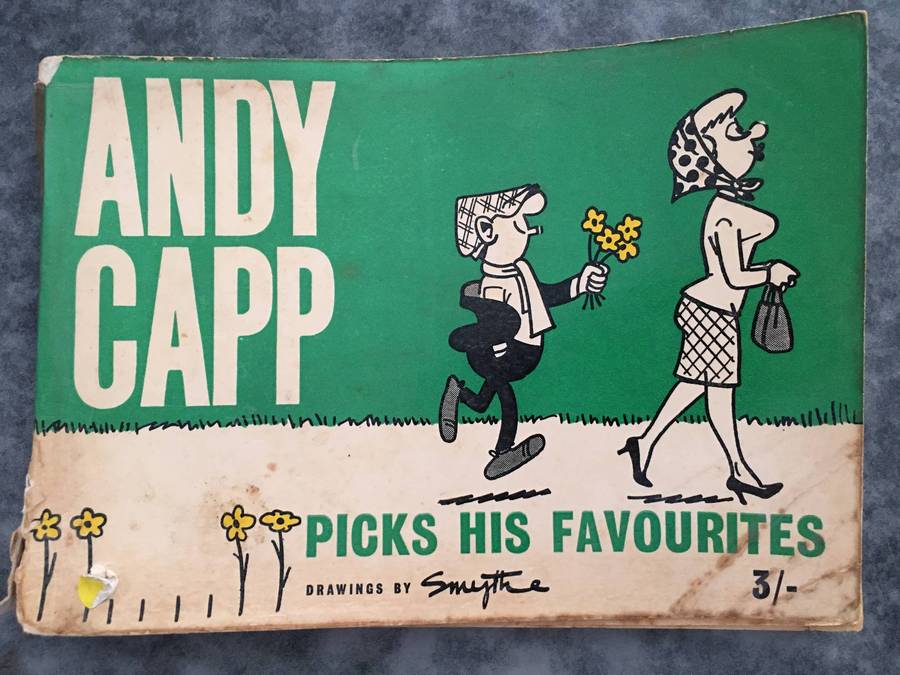 ANDY
CAPP
PICKS HIS FAVOURITES
DRAWINGS BY Smythe
3/-